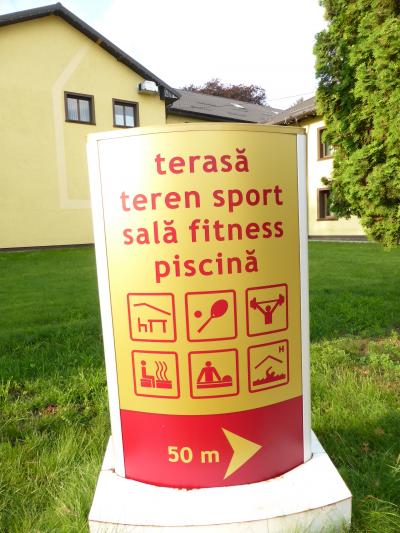 terasă
teren sport
sală fitness
piscină
H
50 m